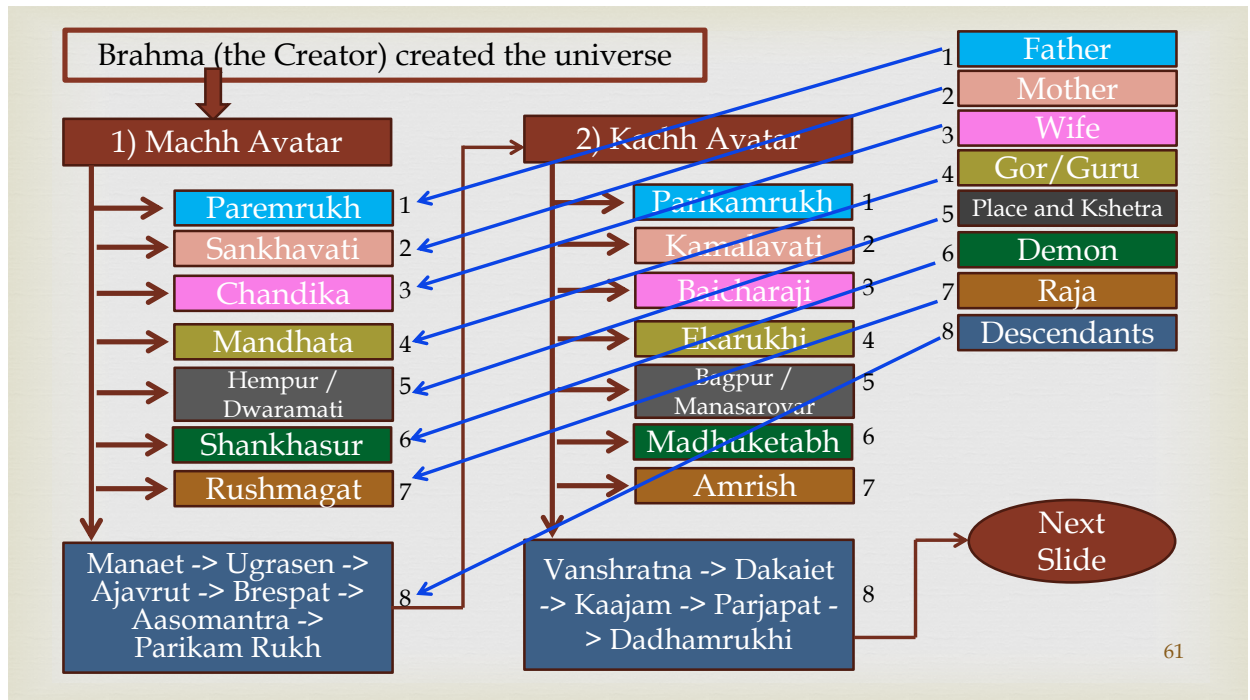 Brahma (the Creator) created the universe
1) Machh Avatar
Paremrukh 1
Sankhavati 2
Chandika 3
Mandhata 4
Hempur /
Dwaramati 5
Shankhasur 6
Rushmagat 7
Manaet -> Ugrasen ->
Ajavrut -> Brespat ->
Aasomantra ->
Parikam Rukh
8
2) Kachh Avatar
Parikamrukh 1
Kamalavati 2
Baicharaji 3
Ekarukhi 4
Bagpur /
Manasarovar 5
Madhuketabh 6
Amrish 7
Vanshratna -> Dakaiet
-> Kaajam -> Parjapat -
> Dadhamrukhi
8
1 Father
2 Mother
3 Wife
4 Gor/Guru
5 Place and Kshetra
6 Demon
7 Raja
8 Descendants
Next
Slide
61